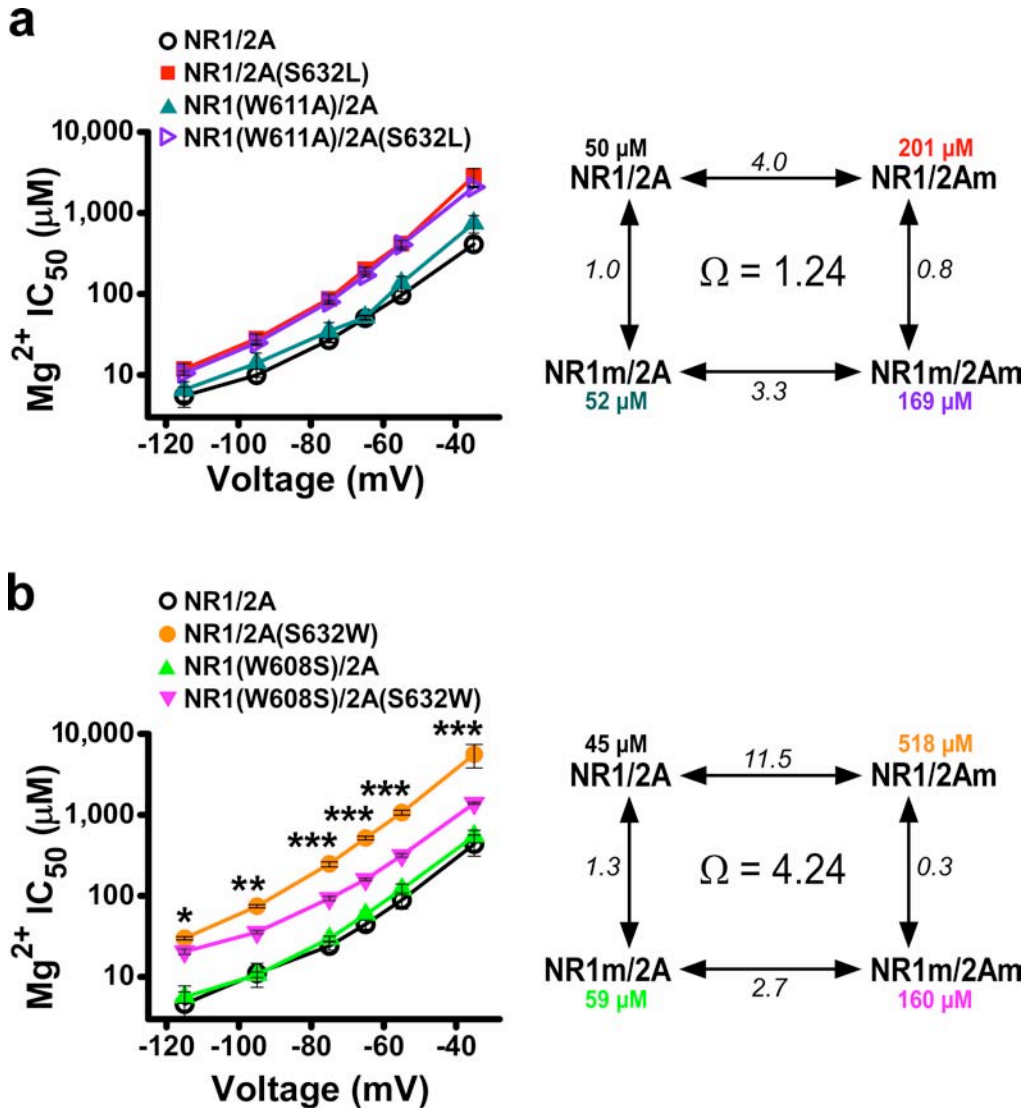 a
NR1/2A
NR1/2A(S632L)
NR1(W611A)/2A
NR1(W611A)/2A(S632L)
10,000
1,000
100
10
Mg2+ IC50 (μM)
-120 -100 -80 -60 -40
Voltage (mV)
50 μM
NR1/2A
4.0
201 μM
NR1/2Am
1.0
Ω = 1.24
0.8
NR1m/2A
52 μM
3.3
NR1m/2Am
169 μM
b
NR1/2A
NR1/2A(S632W)
NR1(W608S)/2A
NR1(W608S)/2A(S632W)
10,000
1,000
100
10
Mg2+ IC50 (μM)
* ** *** *** *** ***
-120 -100 -80 -60 -40
Voltage (mV)
45 μM
NR1/2A
11.5
518 μM
NR1/2Am
1.3
Ω = 4.24
0.3
NR1m/2A
59 μM
2.7
NR1m/2Am
160 μM